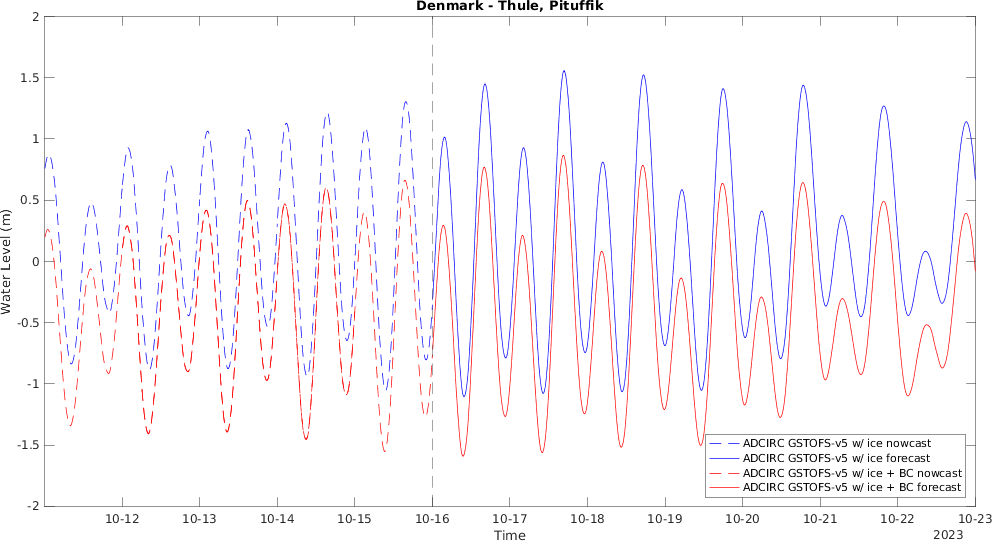 Denmark - Thule, Pituffik
Water Level (m)
2
1.5
1
0.5
0
-0.5
-1
-1.5
-2
ADCIRC GSTOFS-v5 w/ ice nowcast
ADCIRC GSTOFS-v5 w/ ice forecast
ADCIRC GSTOFS-v5 w/ ice + BC nowcast
ADCIRC GSTOFS-v5 w/ ice + BC forecast
10-12 10-13 10-14 10-15 10-16 10-17 10-18 10-19 10-20 10-21 10-22 10-23
Time
2023